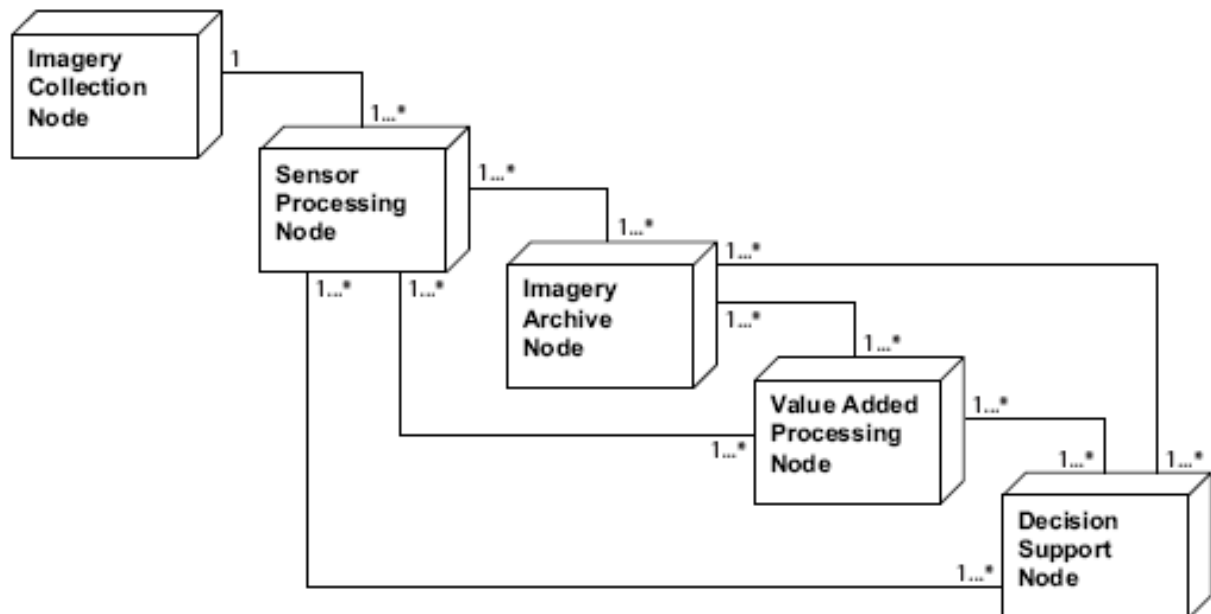 Imagery
Collection
Node
1
1...*
Sensor
Processing
Node
1...*
1...*
1...*
1...*
Imagery
Archive
Node
1...*
1...*
1...*
Value Added
Processing
Node
1...*
1...*
1...*
1...*
Decision
Support
Node
1...*